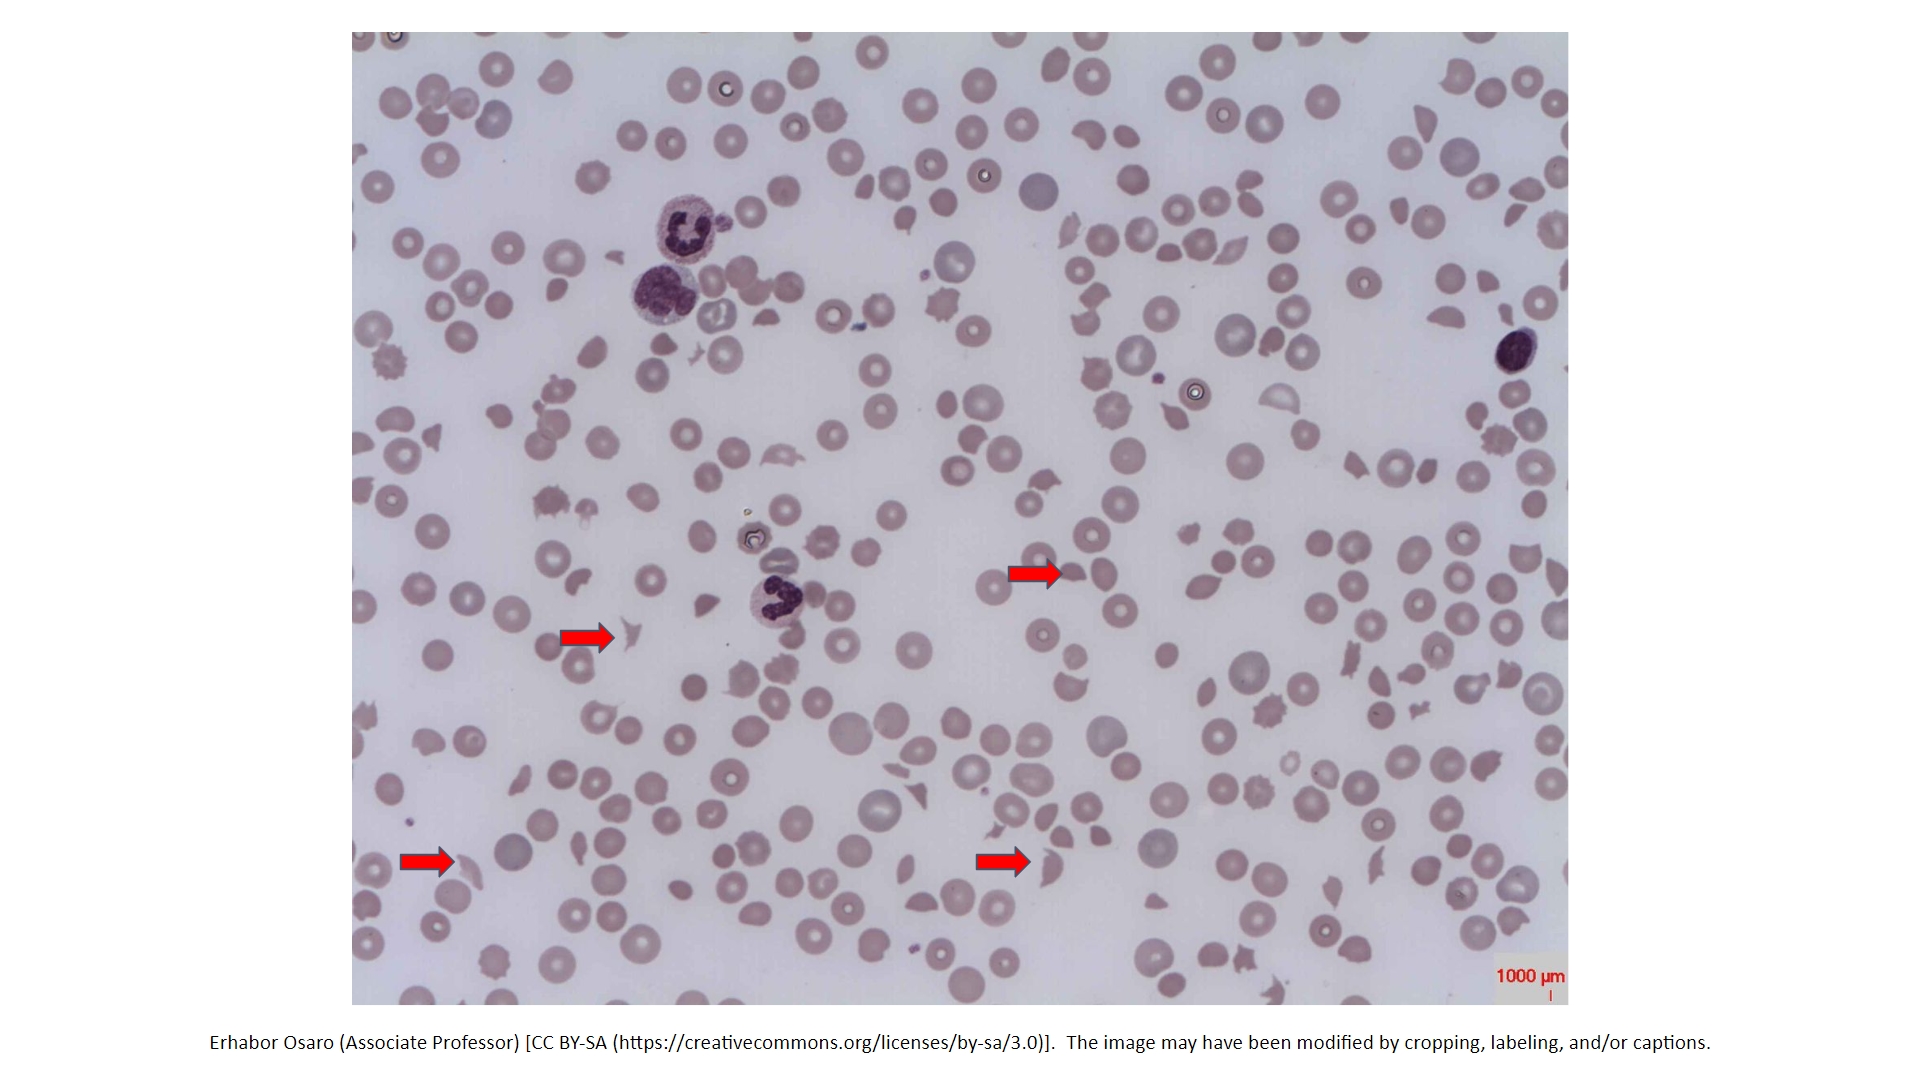 1000 µm
Erhabor Osaro (Associate Professor) [CC BY-SA (https://creativecommons.org/licenses/by-sa/3.0)].  The image may have been modified by cropping, labeling, and/or captions.